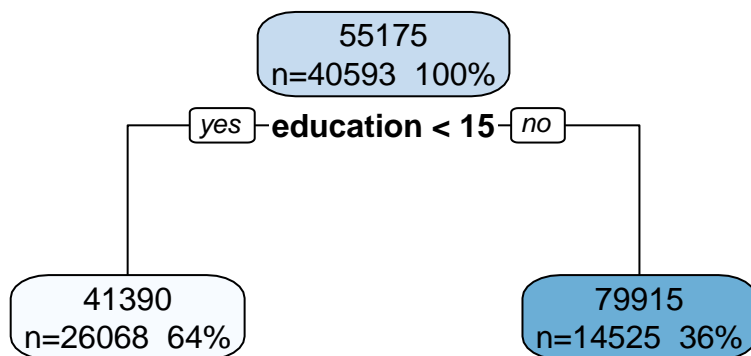 55175
n=40593 100%
yes education < 15 no
41390
n=26068 64%
79915
n=14525 36%